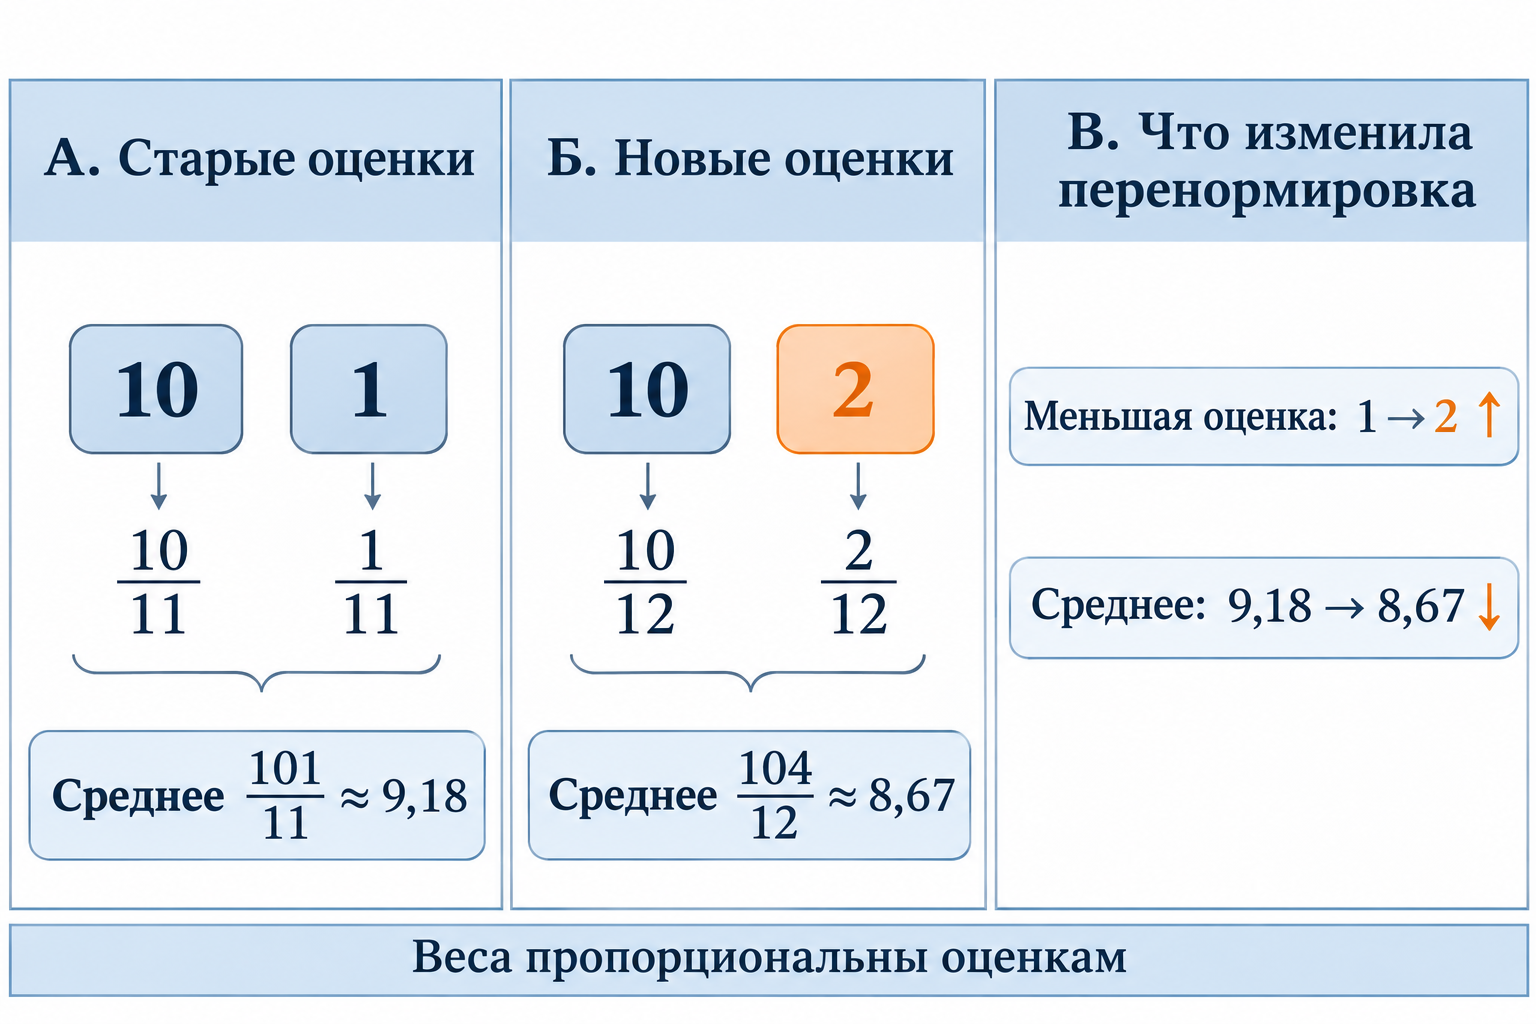 А. Старые оценки
10 1
10/11 1/11
Среднее 101/11 ≈ 9,18
Б. Новые оценки
10 2
10/12 2/12
Среднее 104/12 ≈ 8,67
В. Что изменила
перенормировка
Меньшая оценка: 1 → 2 ↑
Среднее: 9,18 → 8,67 ↓
Веса пропорциональны оценкам